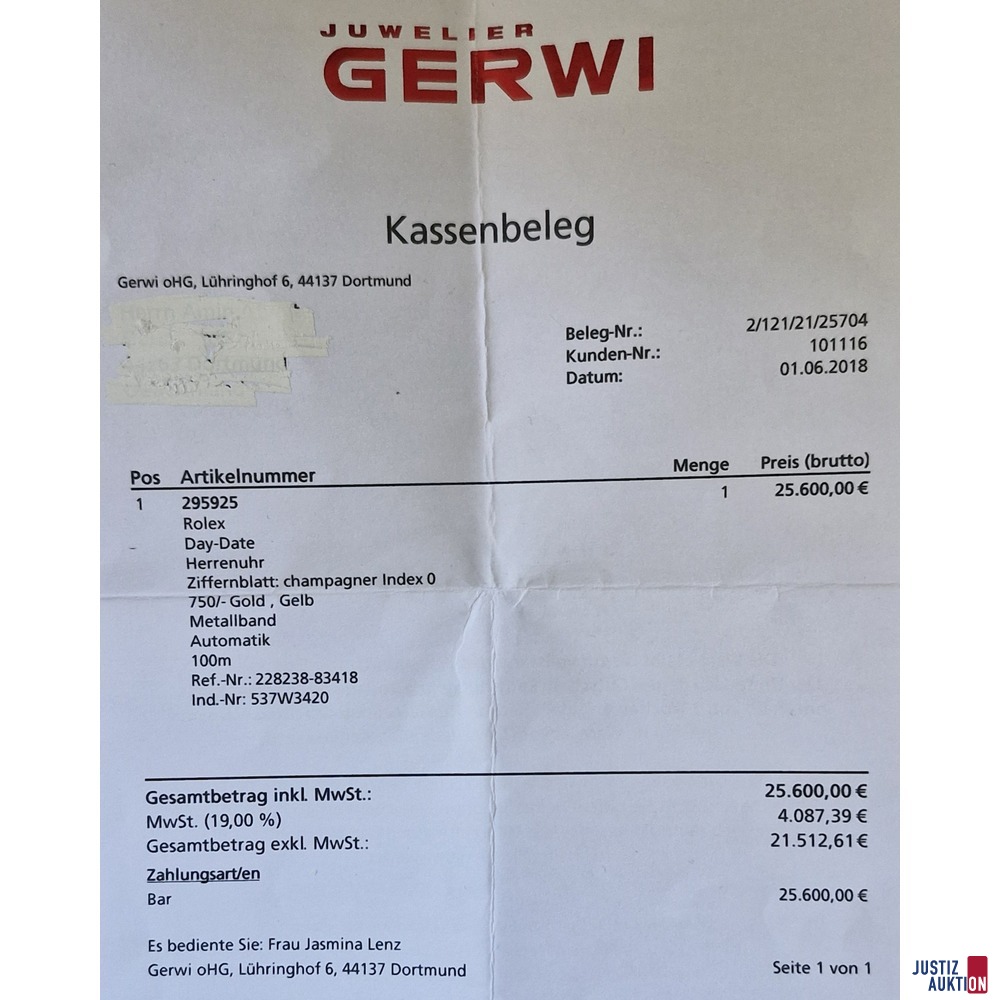 JUWELIER
GERWI
Kassenbeleg
Gerwi oHG, Lühringhof 6, 44137 Dortmund
Beleg-Nr.: 2/121/21/25704
Kunden-Nr.: 101116
Datum: 01.06.2018
Pos Artikelnummer Menge Preis (brutto)
1 295925 1 25.600,00 €
Rolex
Day-Date
Herrenuhr
Ziffernblatt: champagner Index 0
750/- Gold , Gelb
Metallband
Automatik
100m
Ref.-Nr.: 228238-83418
Ind.-Nr: 537W3420
Gesamtbetrag inkl. MwSt.: 25.600,00 €
MwSt. (19,00 %) 4.087,39 €
Gesamtbetrag exkl. MwSt.: 21.512,61 €
Zahlungsart/en
Bar 25.600,00 €
Es bediente Sie: Frau Jasmina Lenz
Gerwi oHG, Lühringhof 6, 44137 Dortmund
Seite 1 von 1
JUSTIZ
AUKTION